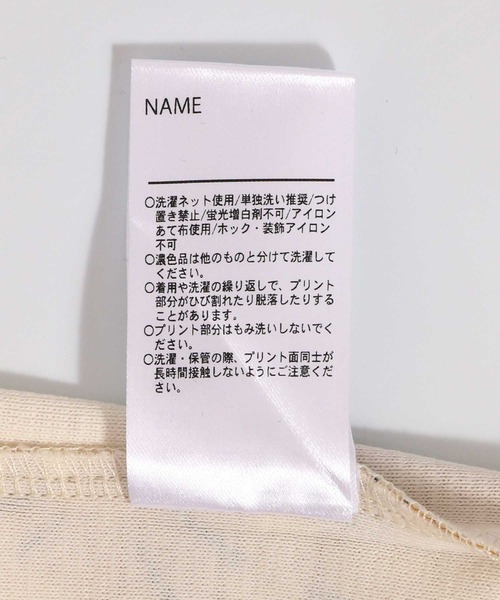 NAME
○洗濯ネット使用/単独洗い推奨/つけ
置き禁止/蛍光増白剤不可/アイロン
あて布使用/ホック・装飾アイロン
不可
○濃色品は他のものと分けて洗濯して
ください。
○着用や洗濯の繰り返しで、プリント
部分がひび割れたり脱落したりする
ことがあります。
○プリント部分はもみ洗いしないでく
ださい。
○洗濯・保管の際、プリント面同士が
長時間接触しないようにご注意くだ
さい。